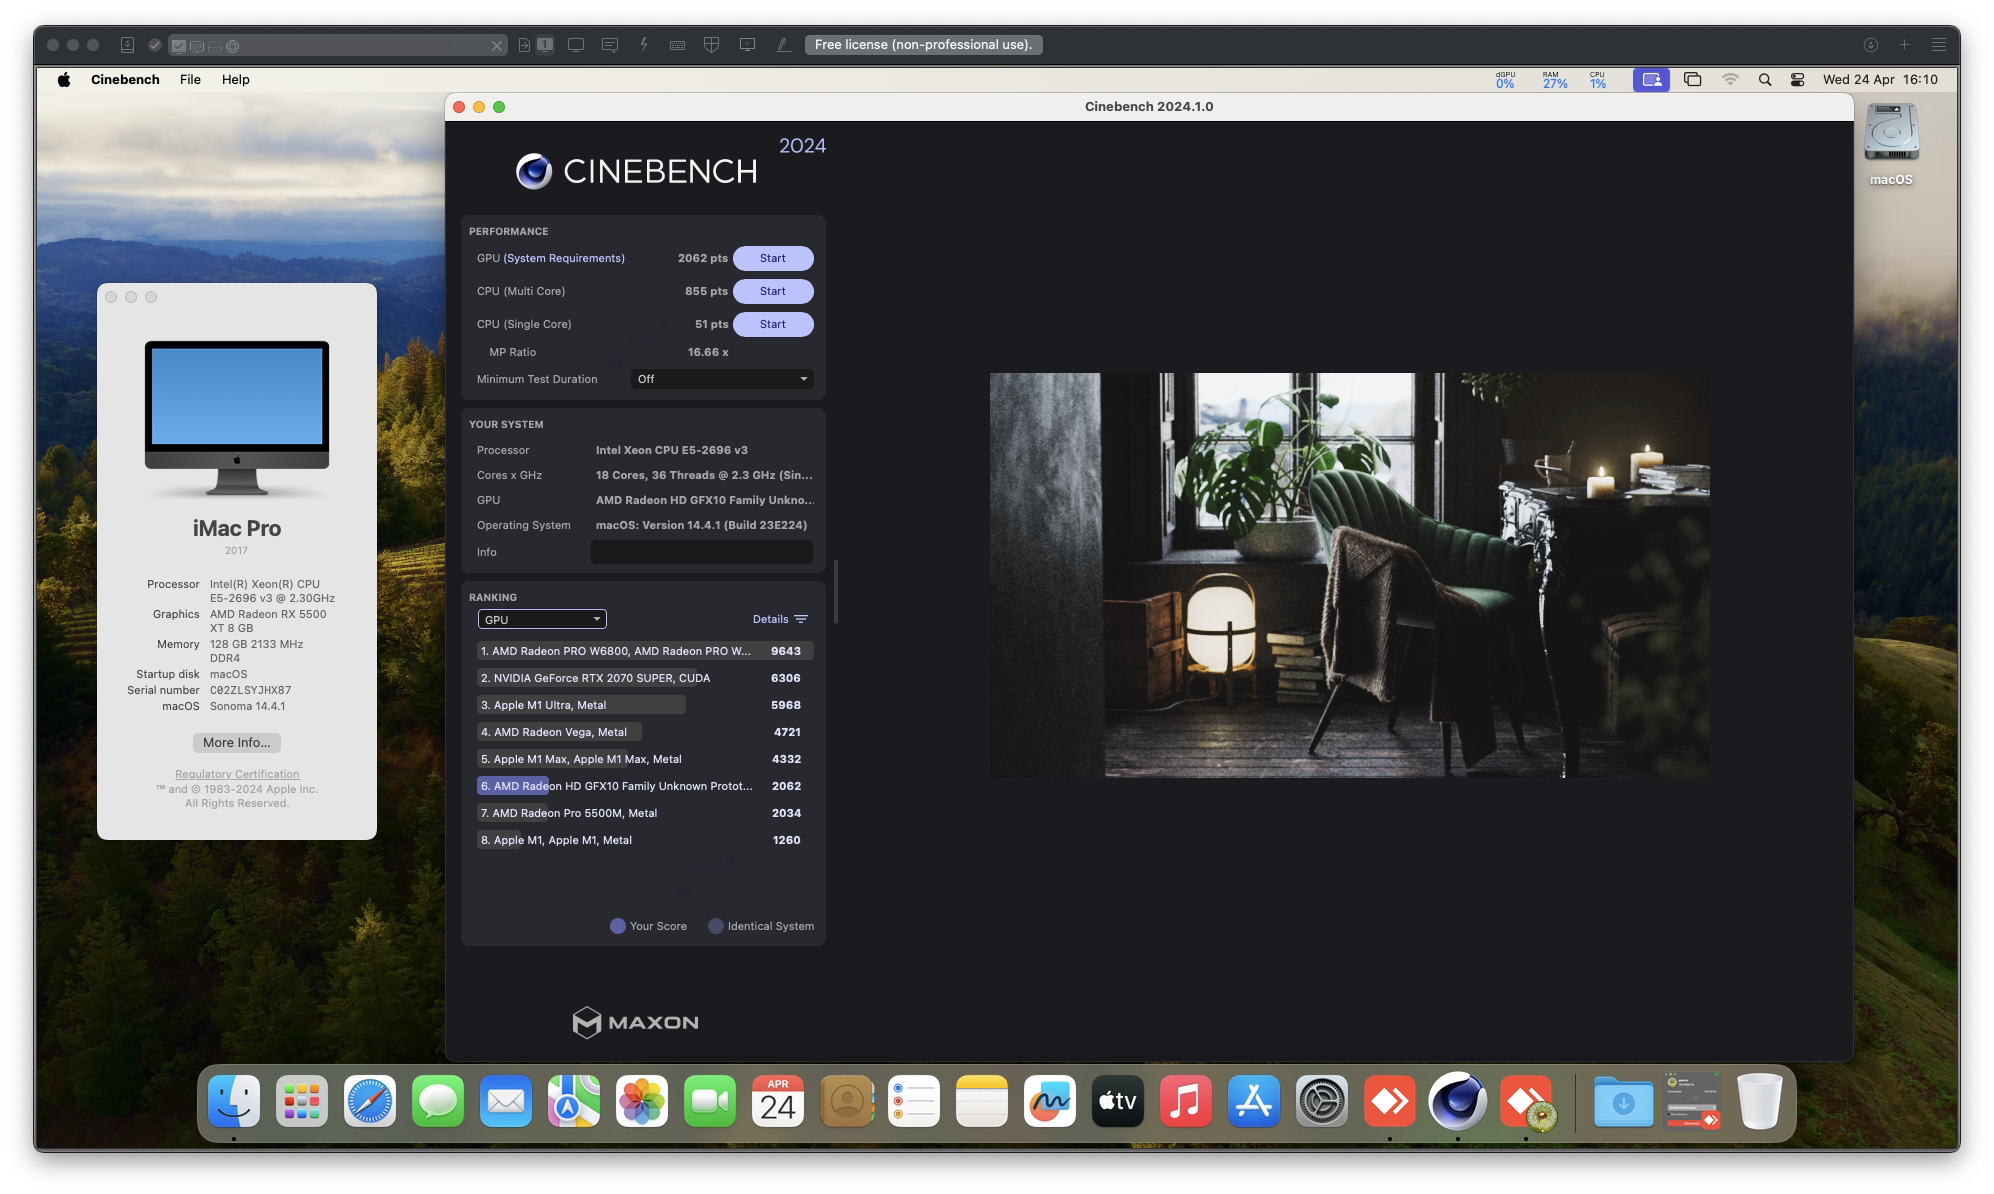 1
Free license (non-professional use).
Cinebench File Help
dGPU 0% RAM 27% CPU 1% Wed 24 Apr 16:10
Cinebench 2024.1.0
macOS
CINEBENCH 2024
PERFORMANCE
GPU (System Requirements) 2062 pts Start
CPU (Multi Core) 855 pts Start
CPU (Single Core) 51 pts Start
MP Ratio 16.66 x
Minimum Test Duration Off
YOUR SYSTEM
Processor Intel Xeon CPU E5-2696 v3
Cores x GHz 18 Cores, 36 Threads @ 2.3 GHz (Sin...
GPU AMD Radeon HD GFX10 Family Unkno...
Operating System macOS: Version 14.4.1 (Build 23E224)
Info
RANKING
GPU Details
1. AMD Radeon PRO W6800, AMD Radeon PRO W... 9643
2. NVIDIA GeForce RTX 2070 SUPER, CUDA 6306
3. Apple M1 Ultra, Metal 5968
4. AMD Radeon Vega, Metal 4721
5. Apple M1 Max, Apple M1 Max, Metal 4332
6. AMD Radeon HD GFX10 Family Unknown Protot... 2062
7. AMD Radeon Pro 5500M, Metal 2034
8. Apple M1, Apple M1, Metal 1260
Your Score Identical System
MAXON
iMac Pro
2017
Processor Intel(R) Xeon(R) CPU
E5-2696 v3 @ 2.30GHz
Graphics AMD Radeon RX 5500
XT 8 GB
Memory 128 GB 2133 MHz
DDR4
Startup disk macOS
Serial number C02ZLSYJHX87
macOS Sonoma 14.4.1
More Info...
Regulatory Certification
™ and © 1983-2024 Apple Inc.
All Rights Reserved.
APR
24
tv